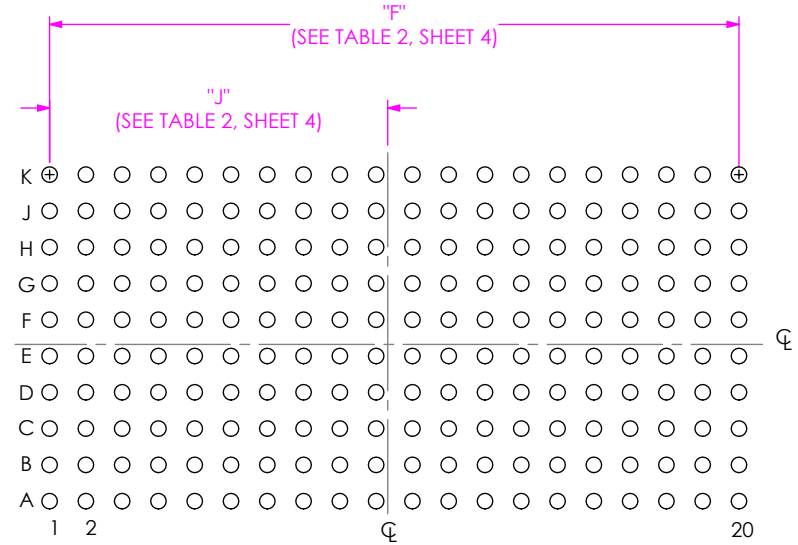 "F"
(SEE TABLE 2, SHEET 4)
"J"
(SEE TABLE 2, SHEET 4)
K
J
H
G
F
E
℄
D
C
B
A
1 2 ℄ 20